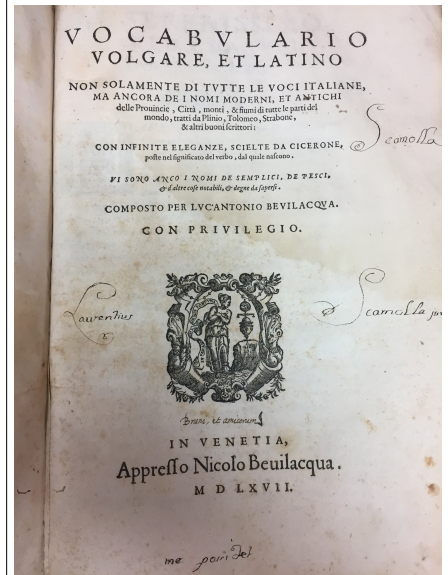 VOCABVLARIO
VOLGARE, ET LATINO
NON SOLAMENTE DI TVTTE LE VOCI ITALIANE,
MA ANCORA DE I NOMI MODERNI, ET ANTICHI
delle Prouincie, Città, monti, & fiumi di tutte le parti del
mondo, tratti da Plinio, Tolomeo, Strabone,
& altri buoni scrittori:
Scamolla
CON INFINITE ELEGANZE, SCIELTE DA CICERONE,
poste nel significato del verbo, dal quale nascono.
VI SONO ANCO I NOMI DE SEMPLICI, DE PESCI,
& d'altre cose notabili, & degne da sapersi.
COMPOSTO PER LVC'ANTONIO BEVILACQVA.
CON PRIVILEGIO.
Laurentius
Scamolla
IN VENETIA,
Appresso Nicolo Beuilacqua.
M D LXVII.
me